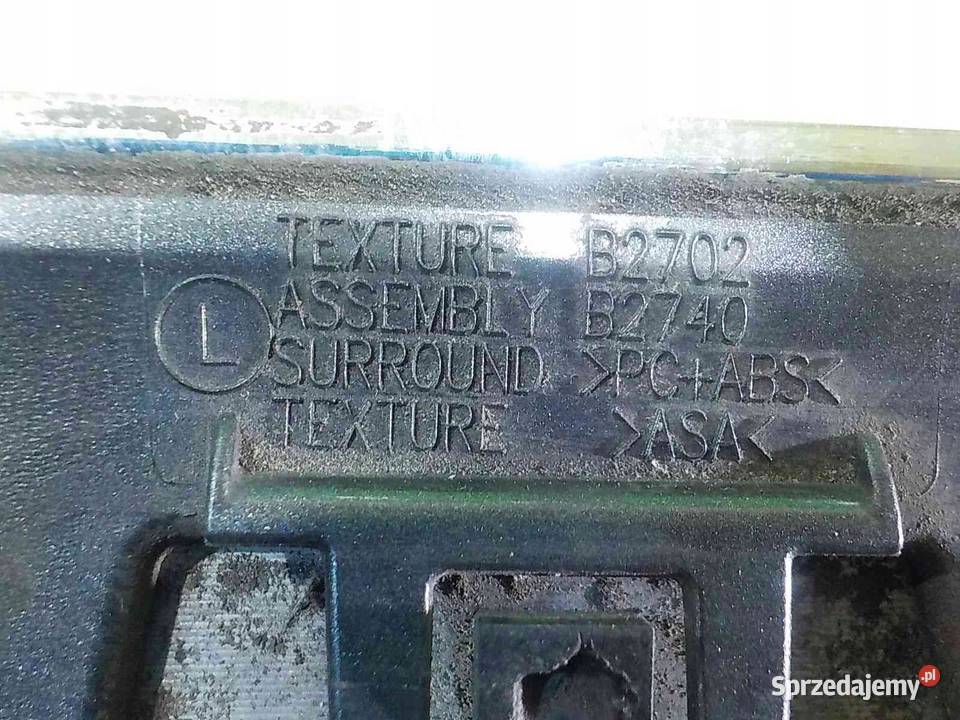 TEXTURE B2702
ASSEMBLY B2740
L
SURROUND >PC+ABS<
TEXTURE >ASA<
Sprzedajemy.pl